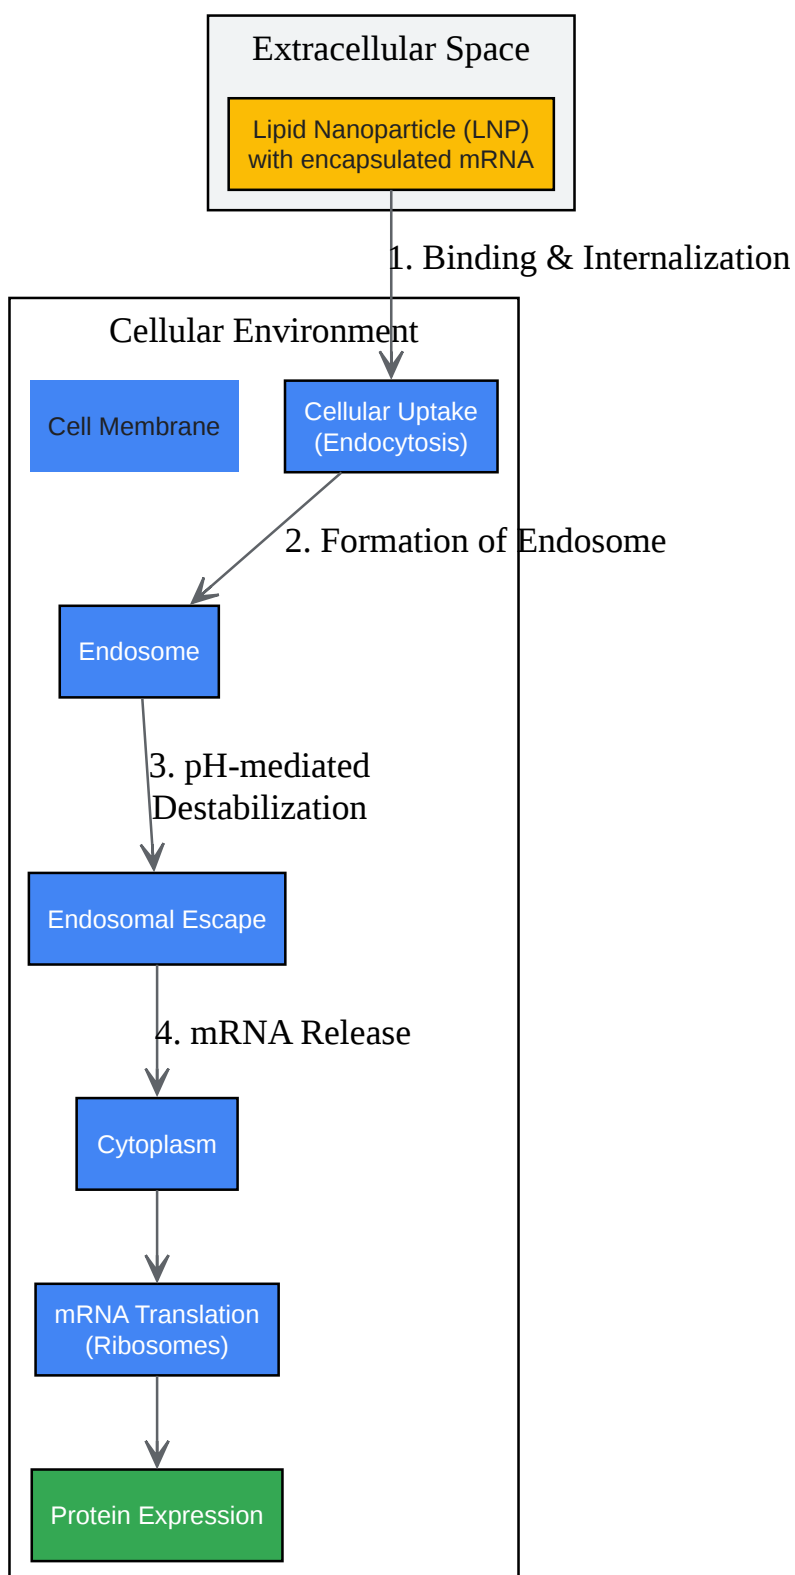 Extracellular Space
Lipid Nanoparticle (LNP)
with encapsulated mRNA
1. Binding & Internalization
Cellular Environment
Cell Membrane
Cellular Uptake
(Endocytosis)
2. Formation of Endosome
Endosome
3. pH-mediated
Destabilization
Endosomal Escape
4. mRNA Release
Cytoplasm
mRNA Translation
(Ribosomes)
Protein Expression